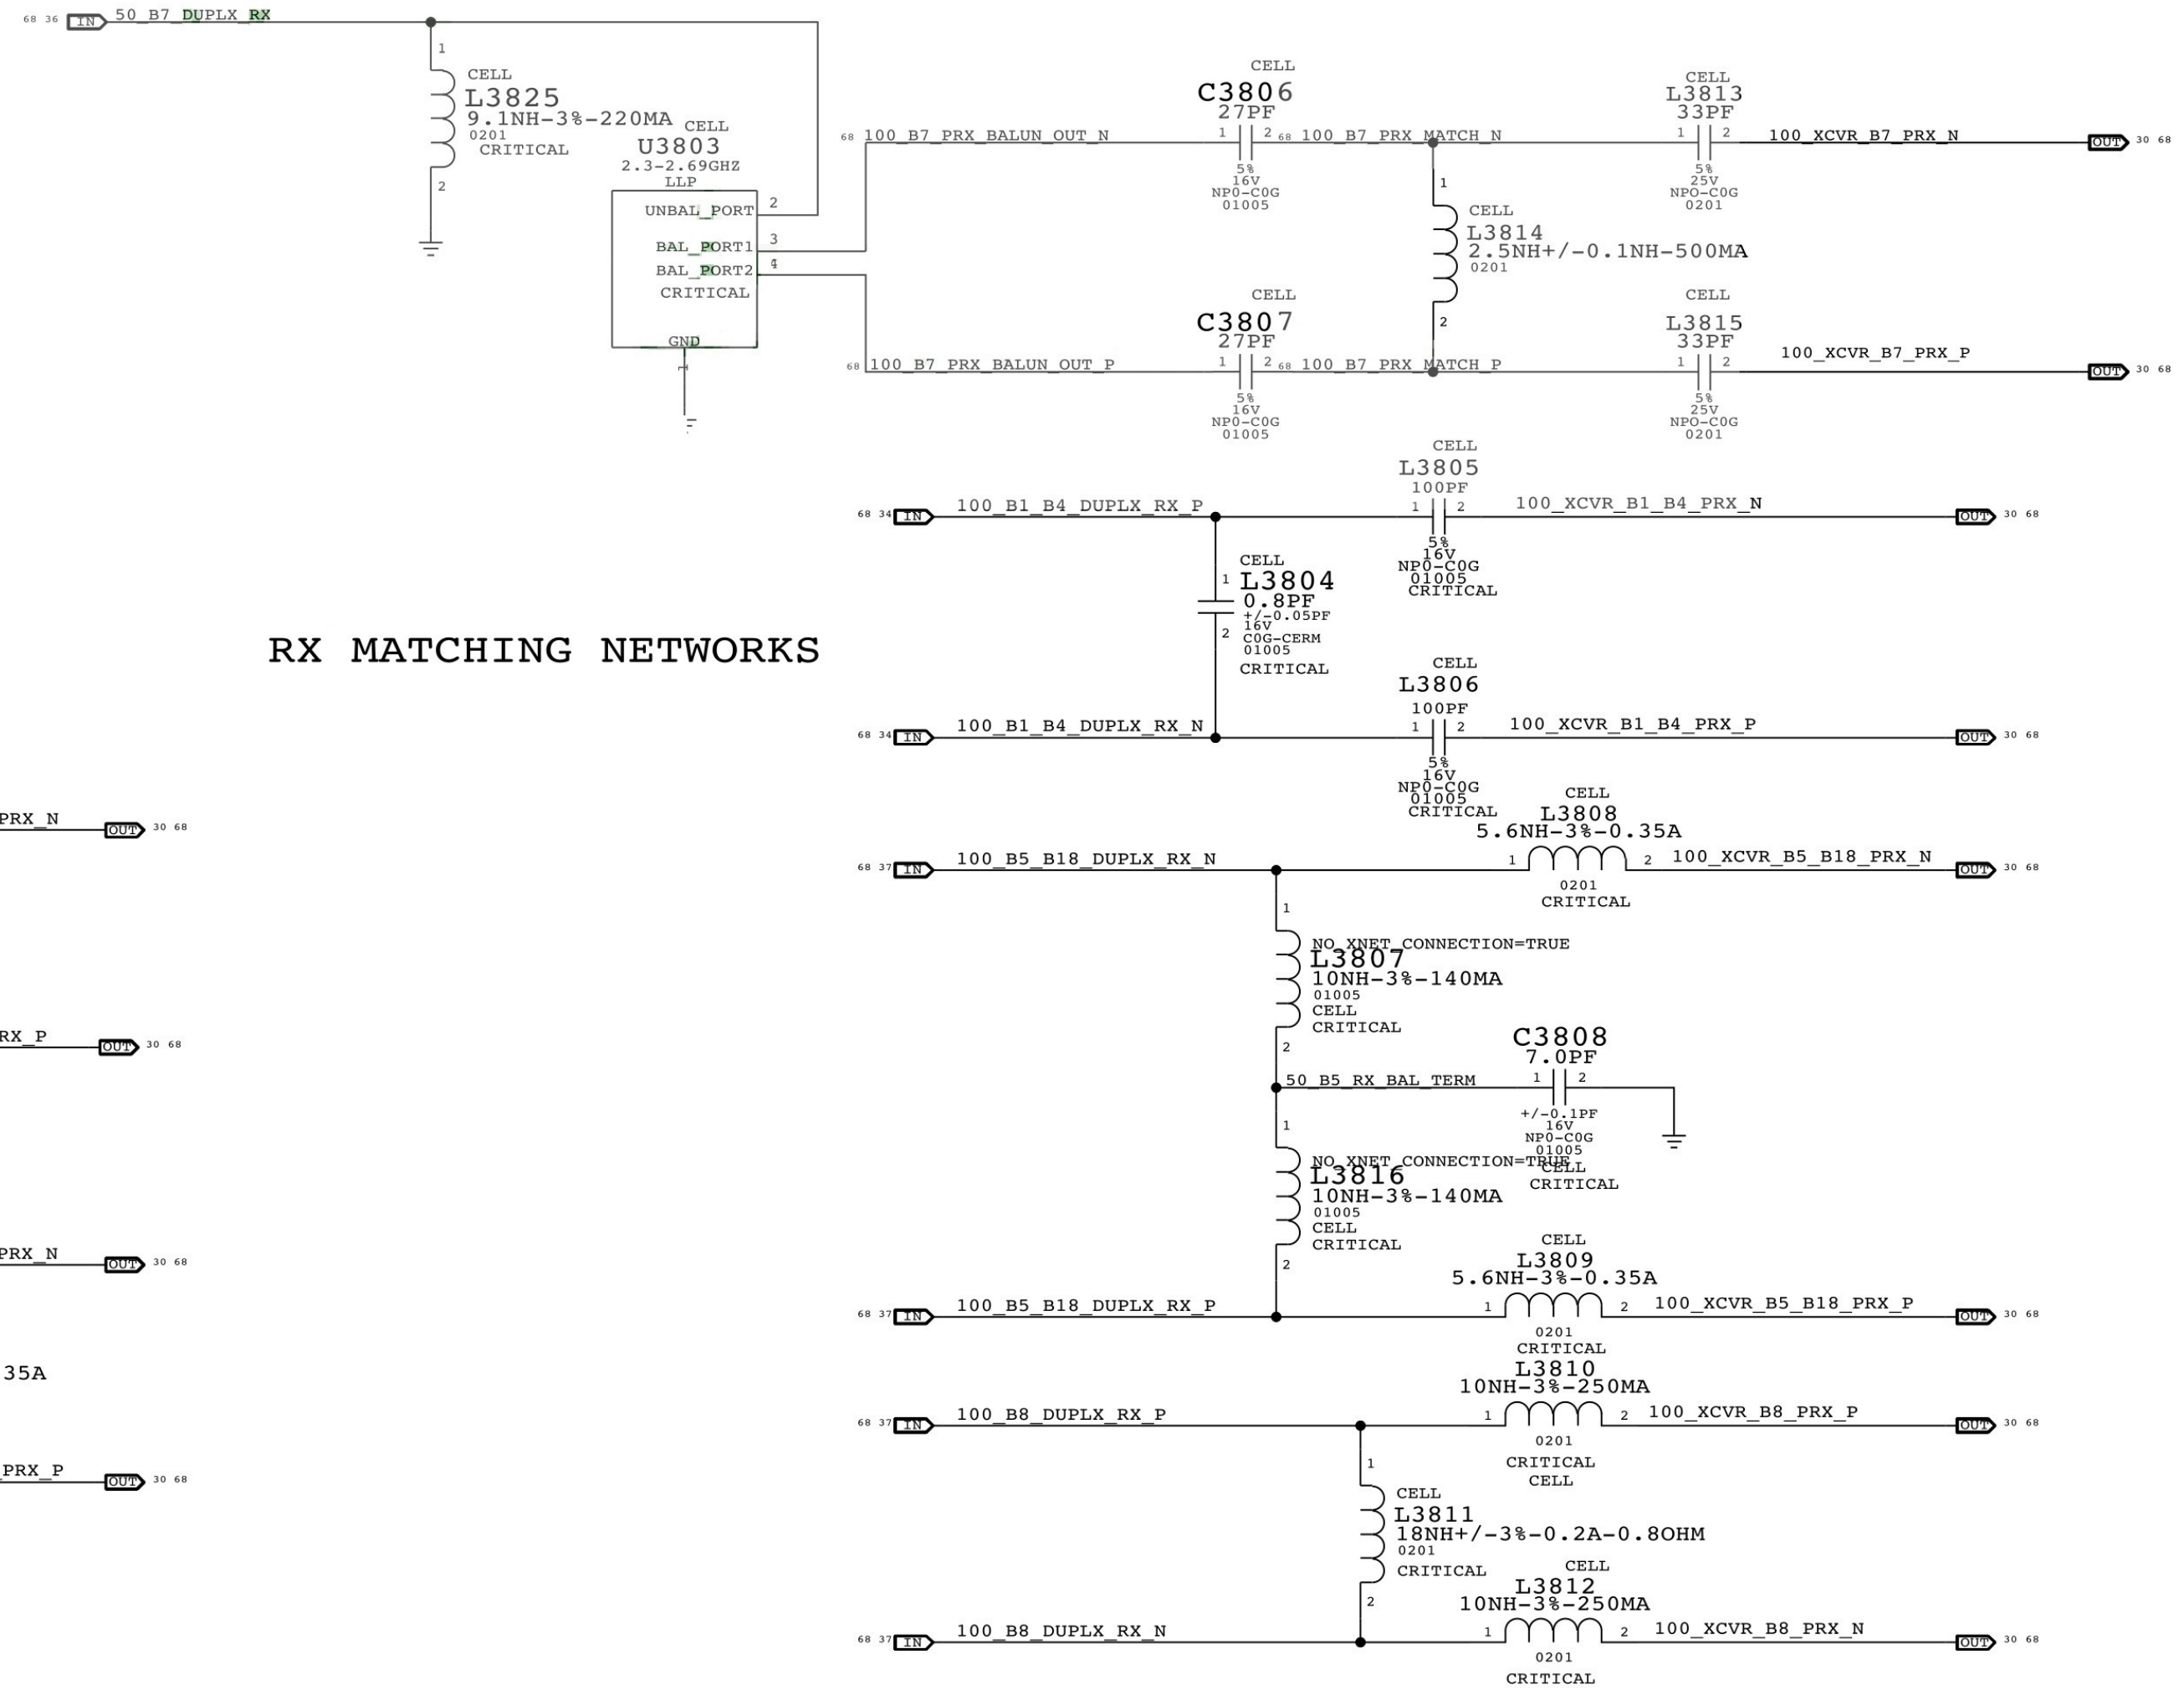 68 36 IN 50_B7_DUPLX_RX
1
CELL
L3825
9.1NH-3%-220MA
0201
CRITICAL
2
CELL
U3803
2.3-2.69GHZ
LLP
UNBAL_PORT 2
BAL_PORT1 3
BAL_PORT2 4
CRITICAL
GND
1
68 100_B7_PRX_BALUN_OUT_N
CELL
C3806
27PF
1 2
5%
16V
NP0-C0G
01005
68 100_B7_PRX_MATCH_N
CELL
L3813
33PF
1 2
5%
25V
NPO-C0G
0201
100_XCVR_B7_PRX_N OUT 30 68
1
CELL
L3814
2.5NH+/-0.1NH-500MA
0201
2
68 100_B7_PRX_BALUN_OUT_P
CELL
C3807
27PF
1 2
5%
16V
NP0-C0G
01005
68 100_B7_PRX_MATCH_P
CELL
L3815
33PF
1 2
5%
25V
NPO-C0G
0201
100_XCVR_B7_PRX_P OUT 30 68
68 34 IN 100_B1_B4_DUPLX_RX_P
CELL
L3805
100PF
1 2
5%
16V
NP0-C0G
01005
CRITICAL
100_XCVR_B1_B4_PRX_N OUT 30 68
CELL
1 L3804
0.8PF
+/-0.05PF
16V
2 C0G-CERM
01005
CRITICAL
RX MATCHING NETWORKS
68 34 IN 100_B1_B4_DUPLX_RX_N
CELL
L3806
100PF
1 2
5%
16V
NP0-C0G
01005
CRITICAL
100_XCVR_B1_B4_PRX_P OUT 30 68
PRX_N OUT 30 68
68 37 IN 100_B5_B18_DUPLX_RX_N
CELL
L3808
5.6NH-3%-0.35A
1 2
0201
CRITICAL
100_XCVR_B5_B18_PRX_N OUT 30 68
1
NO_XNET_CONNECTION=TRUE
L3807
10NH-3%-140MA
01005
CELL
CRITICAL
2
RX_P OUT 30 68
50_B5_RX_BAL_TERM
C3808
7.0PF
1 2
+/-0.1PF
16V
NP0-C0G
01005
CELL
CRITICAL
1
NO_XNET_CONNECTION=TRUE
L3816
10NH-3%-140MA
01005
CELL
CRITICAL
2
PRX_N OUT 30 68
68 37 IN 100_B5_B18_DUPLX_RX_P
CELL
L3809
5.6NH-3%-0.35A
1 2
0201
CRITICAL
100_XCVR_B5_B18_PRX_P OUT 30 68
35A
68 37 IN 100_B8_DUPLX_RX_P
L3810
10NH-3%-250MA
1 2
0201
CRITICAL
CELL
100_XCVR_B8_PRX_P OUT 30 68
PRX_P OUT 30 68
1
CELL
L3811
18NH+/-3%-0.2A-0.8OHM
0201
CRITICAL
2
68 37 IN 100_B8_DUPLX_RX_N
CELL
L3812
10NH-3%-250MA
1 2
0201
CRITICAL
100_XCVR_B8_PRX_N OUT 30 68